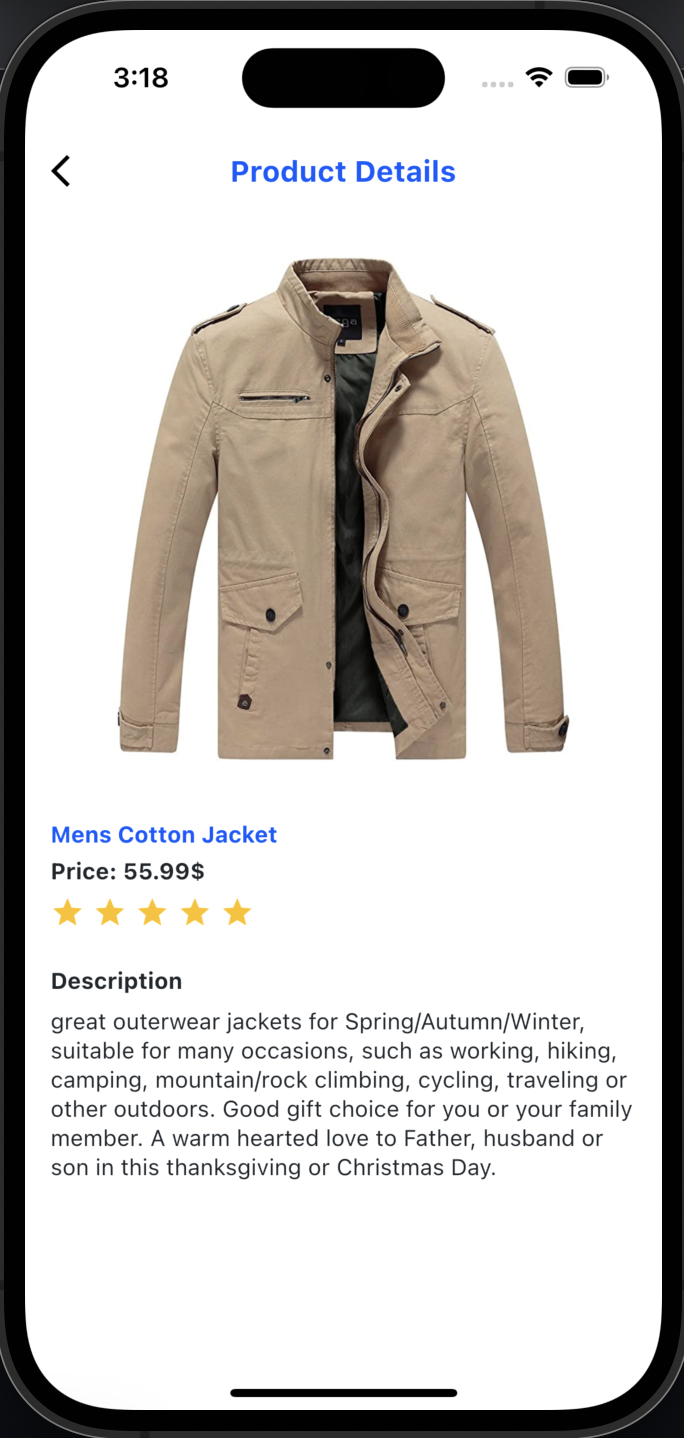 3:18
Product Details
Mens Cotton Jacket
Price: 55.99$
Description
great outerwear jackets for Spring/Autumn/Winter,
suitable for many occasions, such as working, hiking,
camping, mountain/rock climbing, cycling, traveling or
other outdoors. Good gift choice for you or your family
member. A warm hearted love to Father, husband or
son in this thanksgiving or Christmas Day.